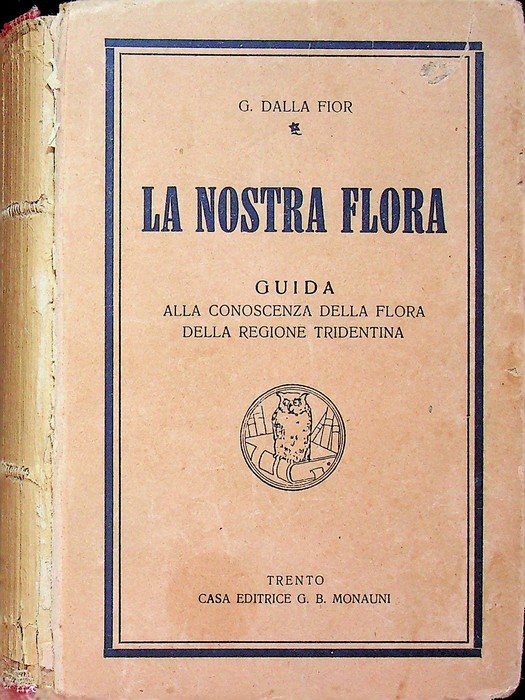 G. DALLA FIOR
LA NOSTRA FLORA
GUIDA
ALLA CONOSCENZA DELLA FLORA
DELLA REGIONE TRIDENTINA
TRENTO
CASA EDITRICE G. B. MONAUNI